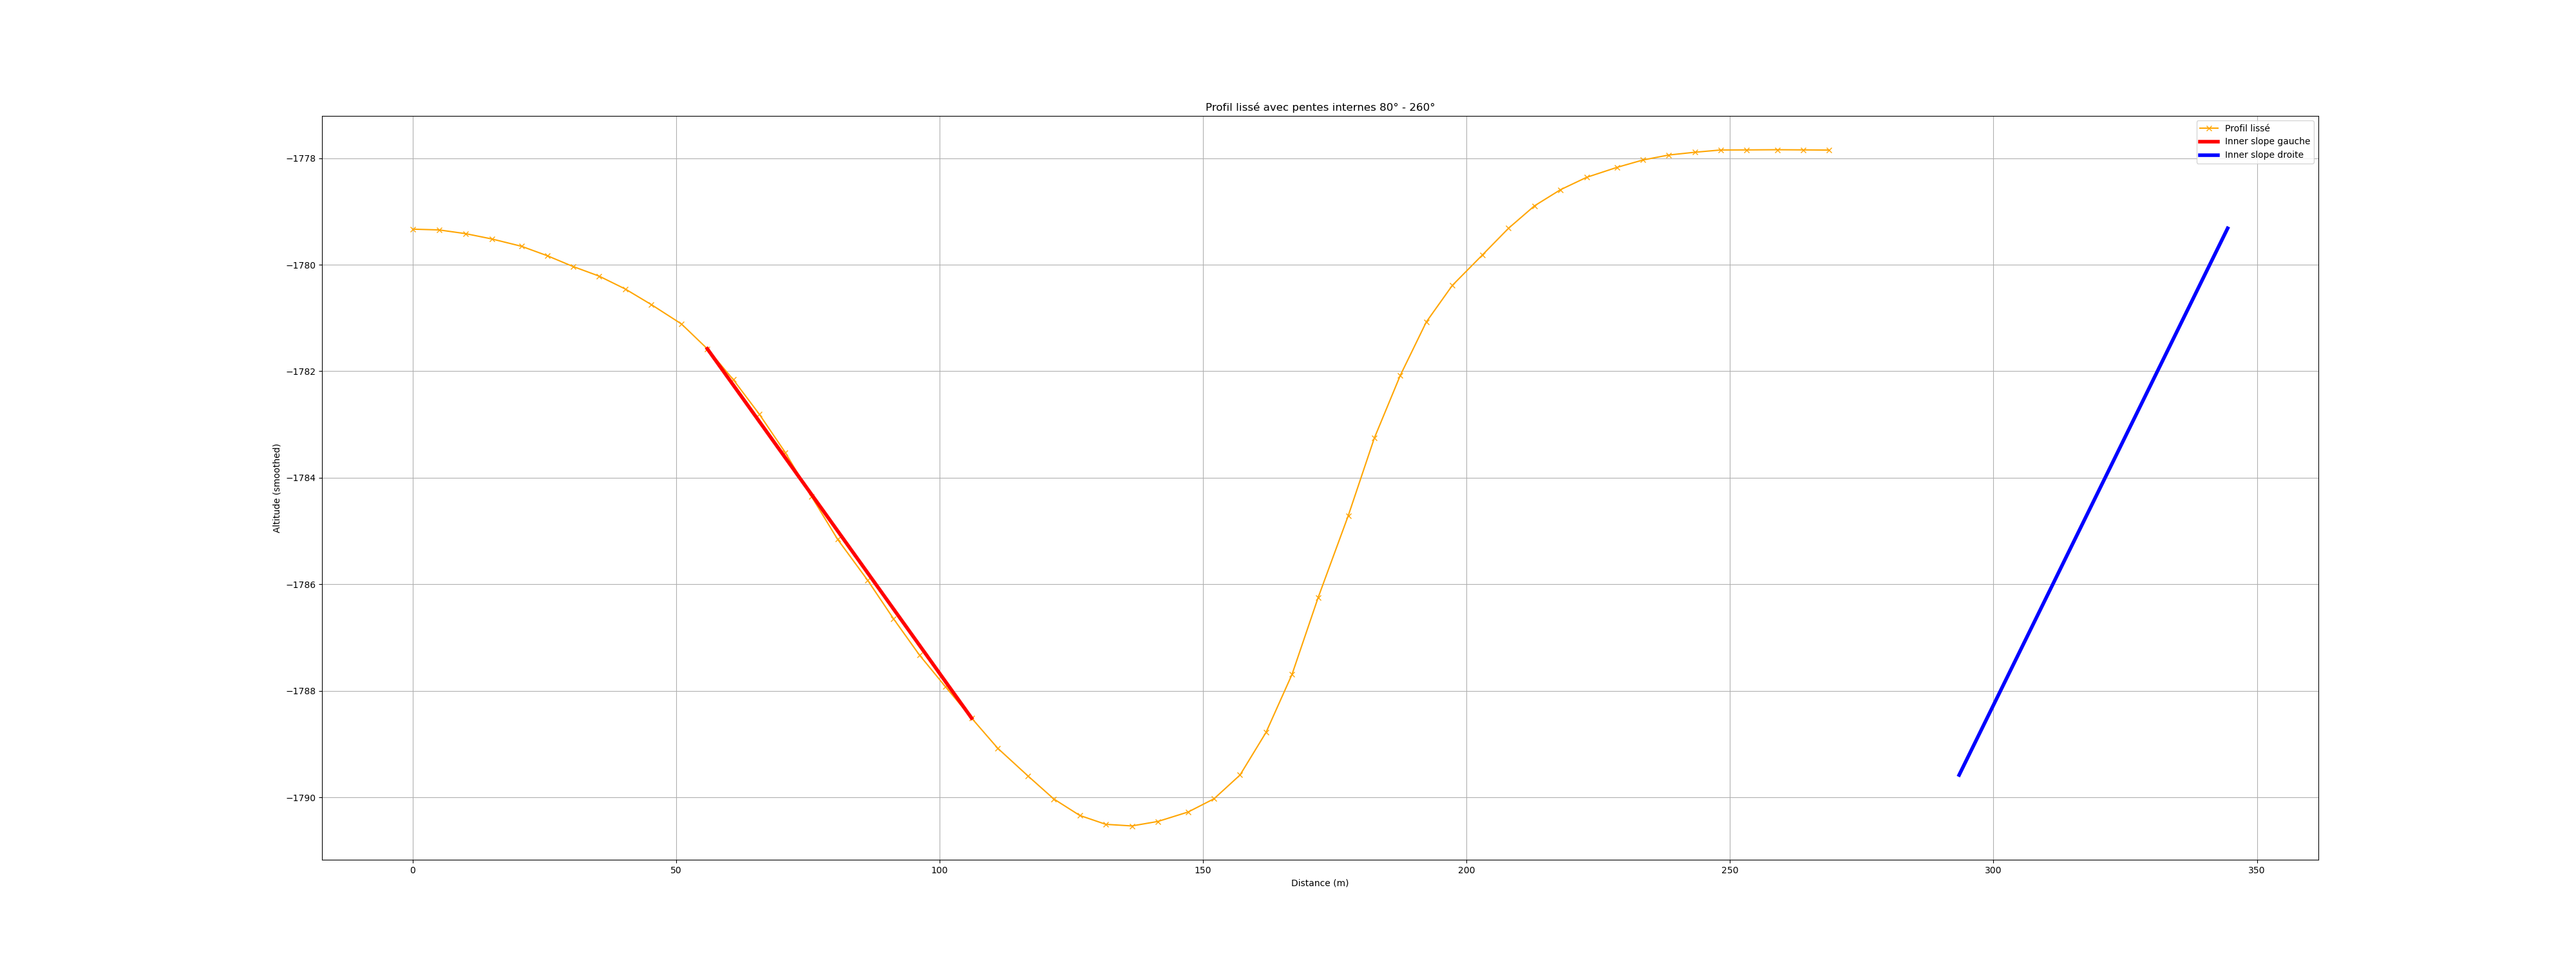 Profil lissé avec pentes internes 80° - 260°
Profil lissé
Inner slope gauche
Inner slope droite
Altitude (smoothed)
−1778
−1780
−1782
−1784
−1786
−1788
−1790
0 50 100 150 200 250 300 350
Distance (m)